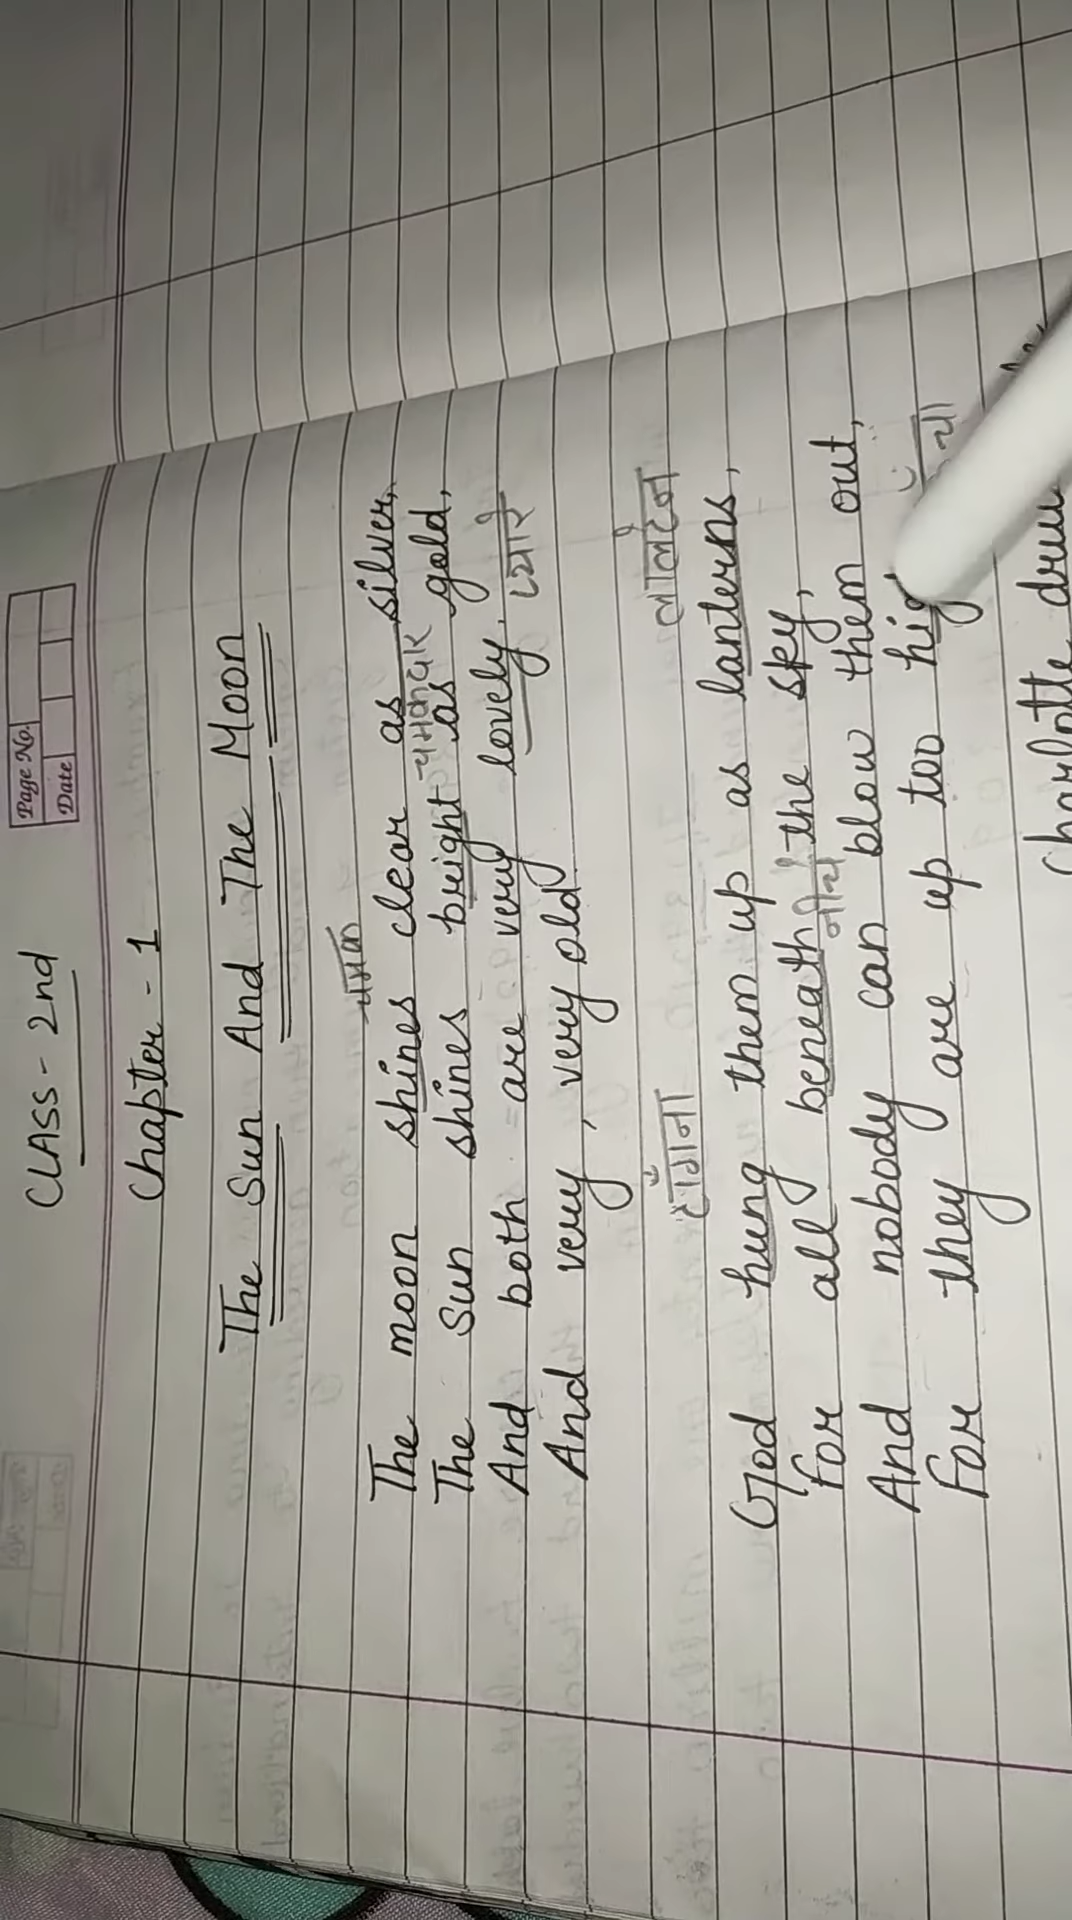 Page No.
Date
CLASS - 2nd
Chapter - 1
The Sun And The Moon
चमक
The moon shines clear as silver,
चमकदार
The Sun shines bright as gold,
And both are very lovely,
प्यारे
And very, very old.
टाँगना लालटेन
God hung them up as lanterns,
For all beneath the sky,
नीचे
And nobody can blow them out,
For they are up too
Charlotte